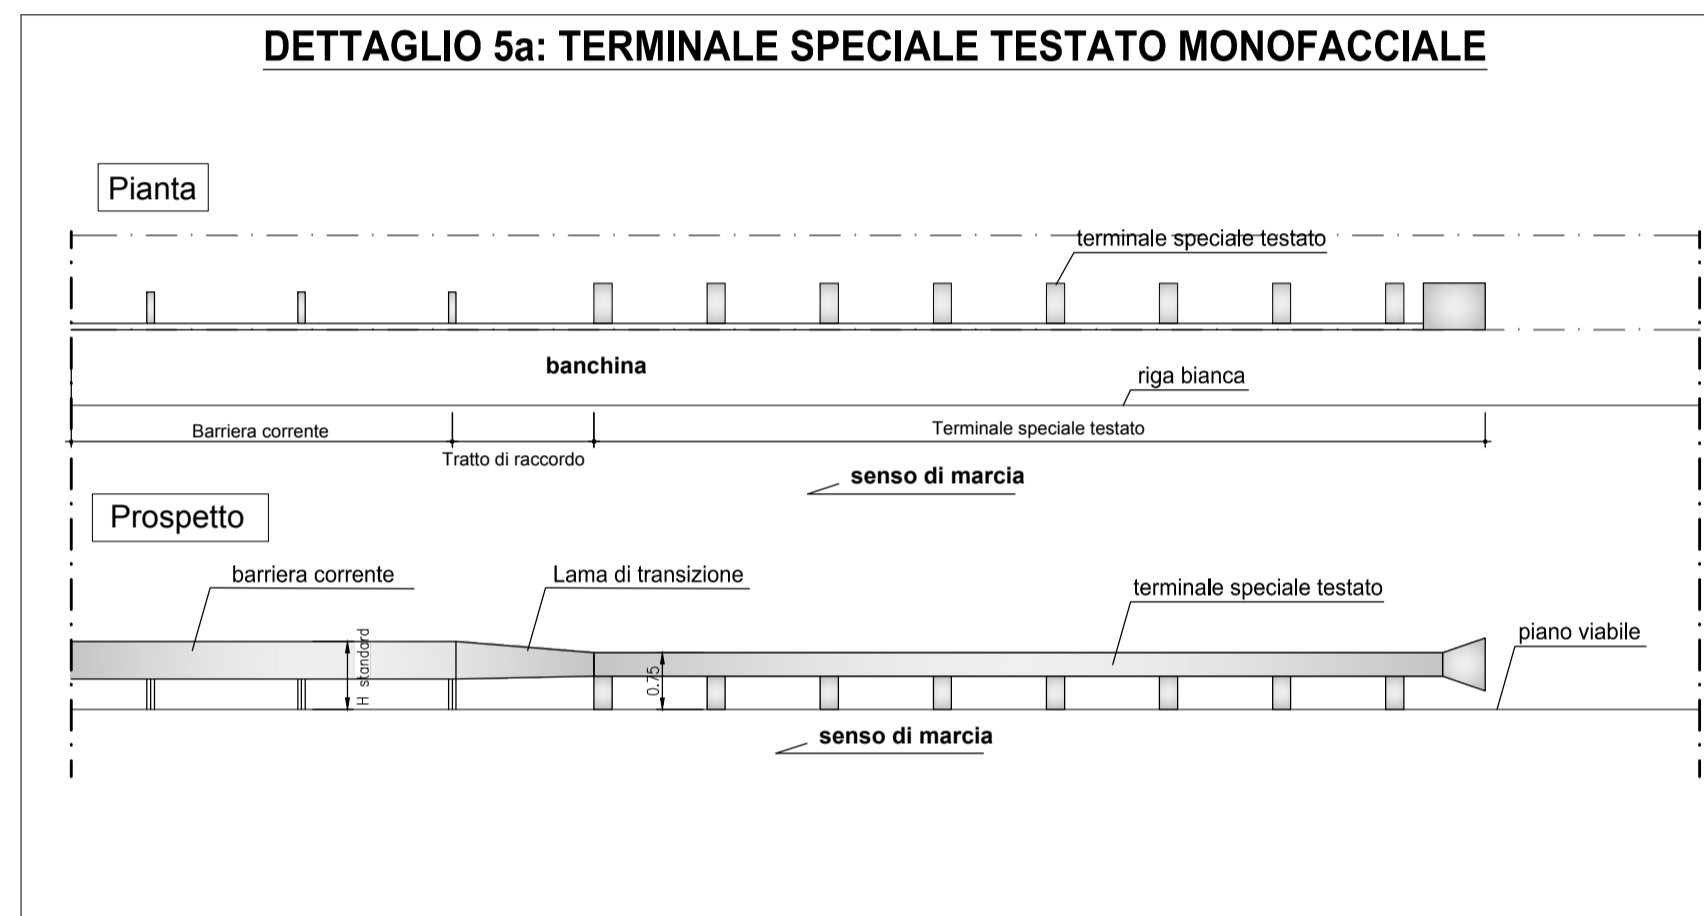 DETTAGLIO 5a: TERMINALE SPECIALE TESTATO MONOFACCIALE
Pianta
terminale speciale testato
banchina
riga bianca
Barriera corrente
Tratto di raccordo
Terminale speciale testato
senso di marcia
Prospetto
barriera corrente
Lama di transizione
terminale speciale testato
piano viabile
H standard
0.75
senso di marcia